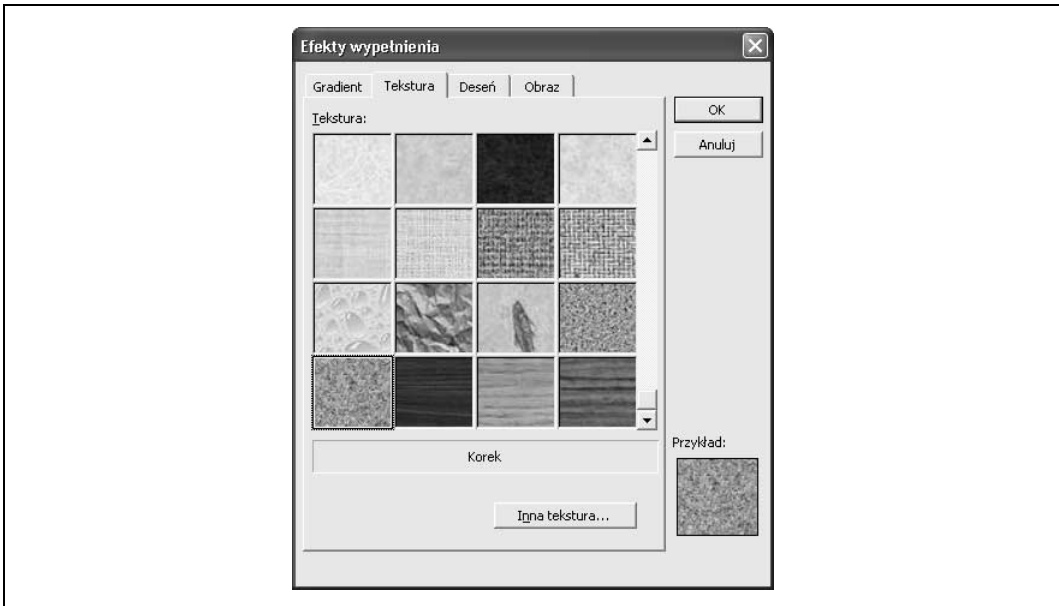 Efekty wypełnienia
Gradient Tekstura Deseń Obraz
Tekstura:
OK
Anuluj
Korek
Przykład:
Inna tekstura...